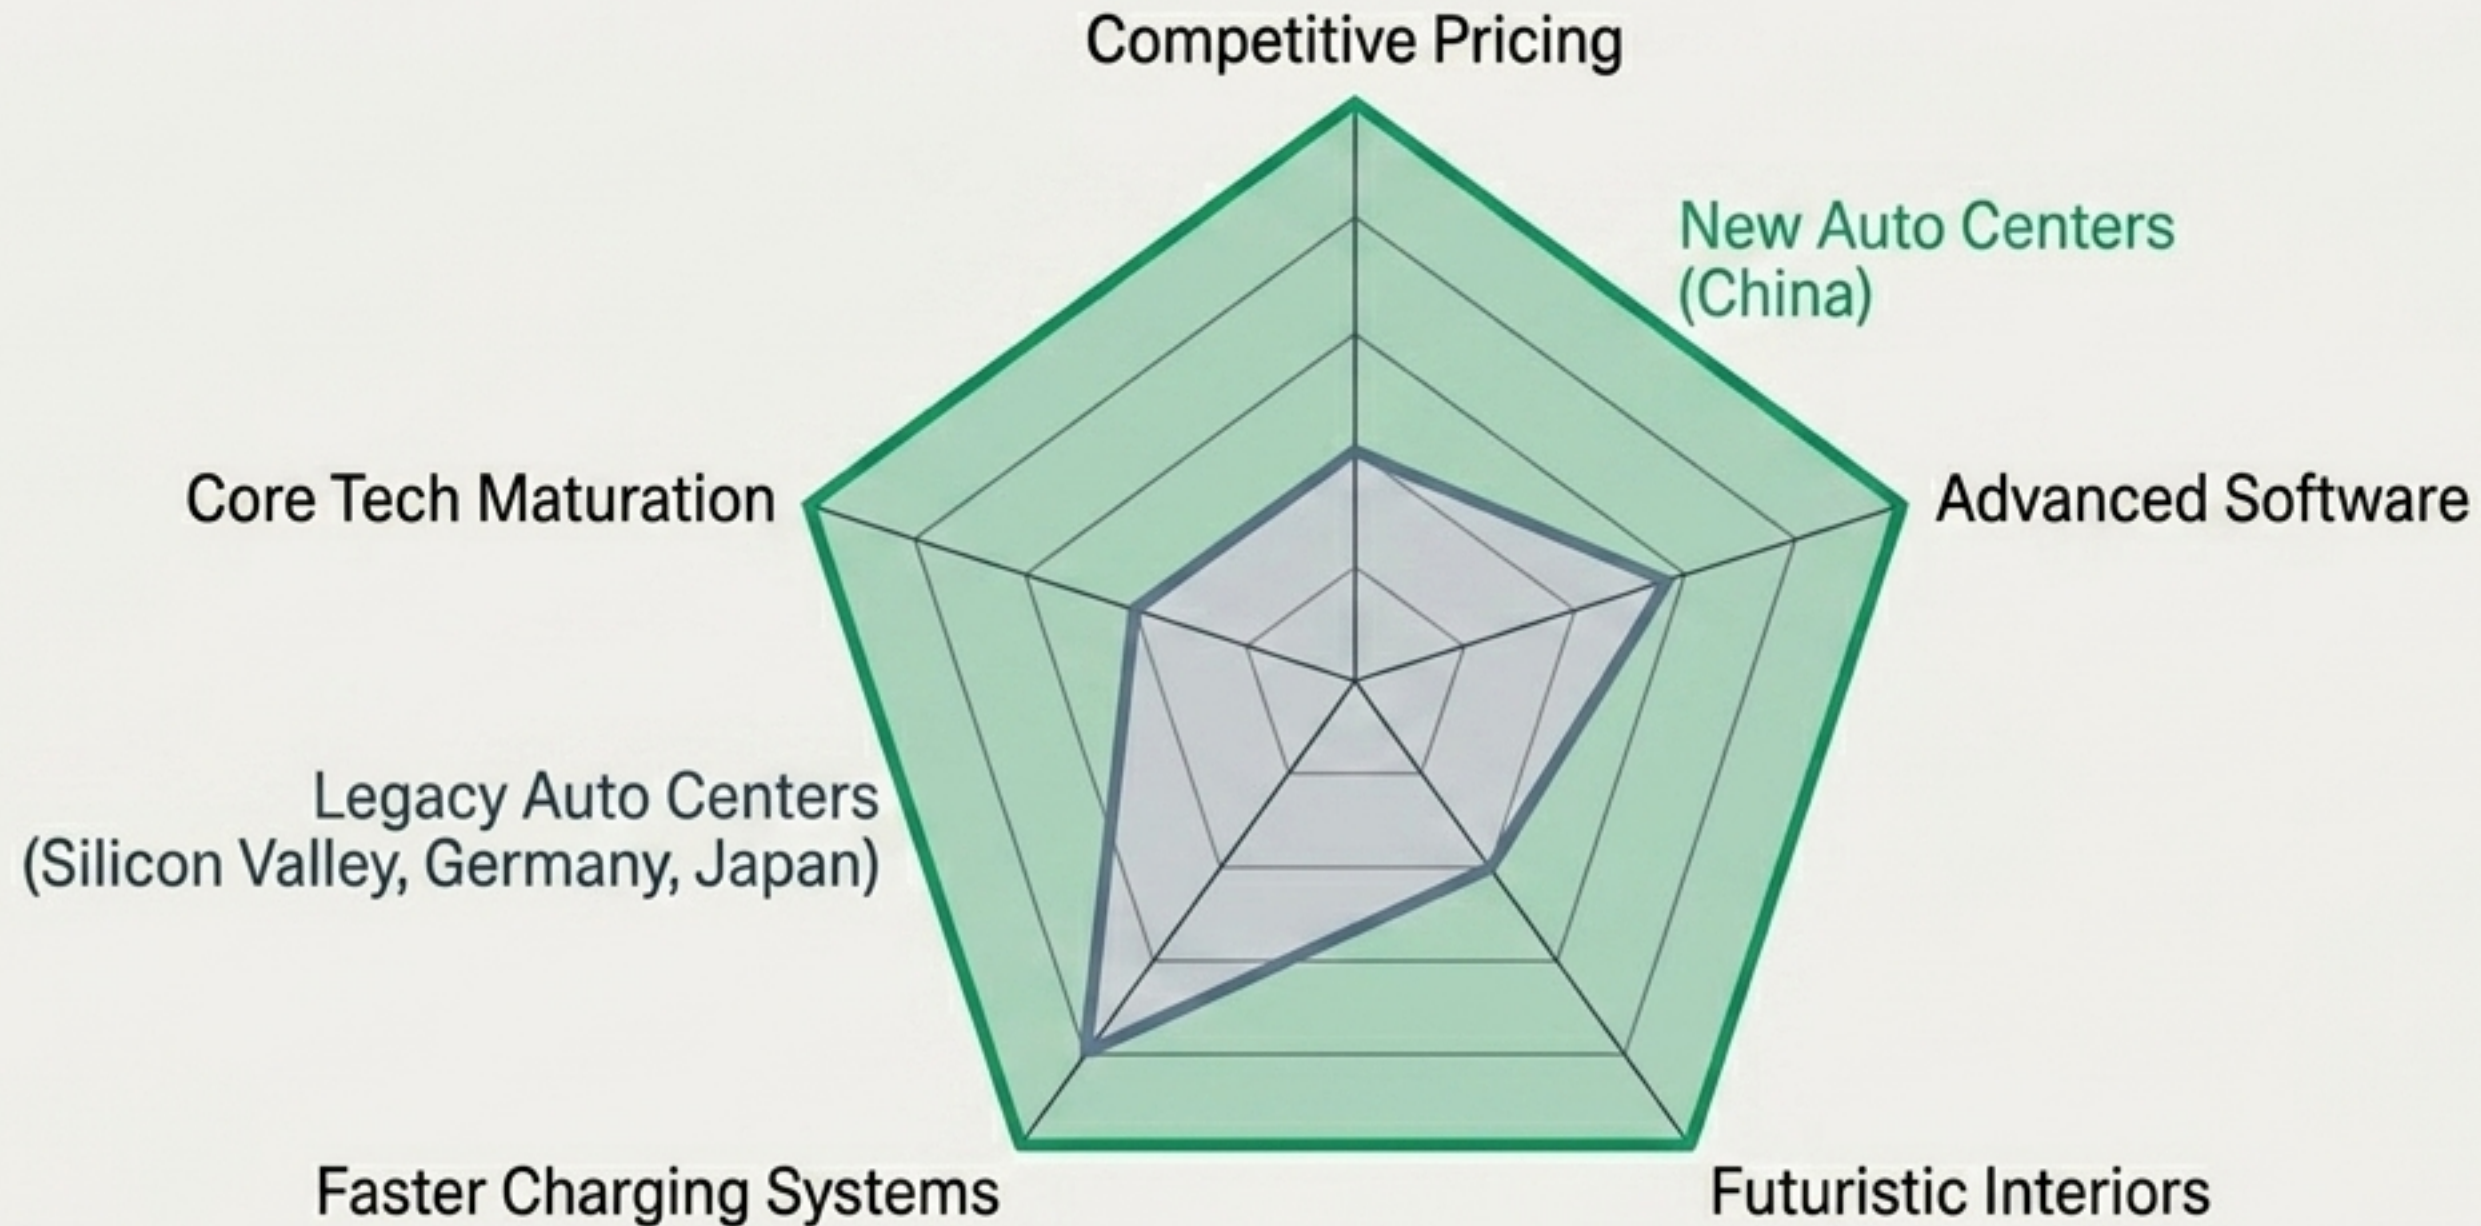 Competitive Pricing
New Auto Centers
(China)
Core Tech Maturation
Advanced Software
Legacy Auto Centers
(Silicon Valley, Germany, Japan)
Faster Charging Systems
Futuristic Interiors